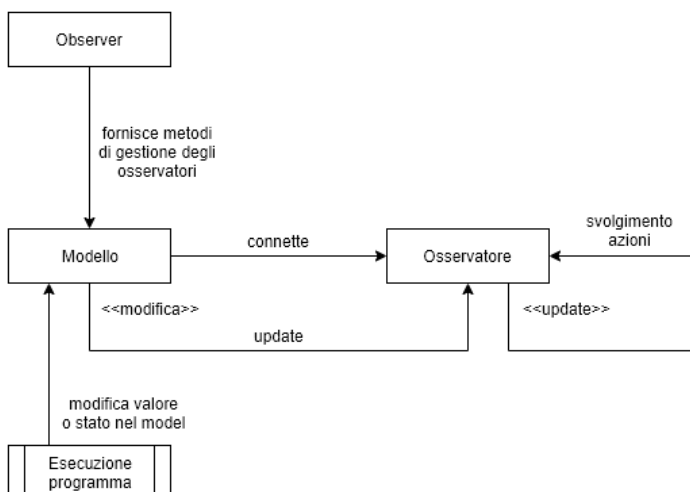 Observer
fornisce metodi
di gestione degli
osservatori
svolgimento
azioni
Modello
connette
Osservatore
<<modifica>>
<<update>>
update
modifica valore
o stato nel model
Esecuzione
programma